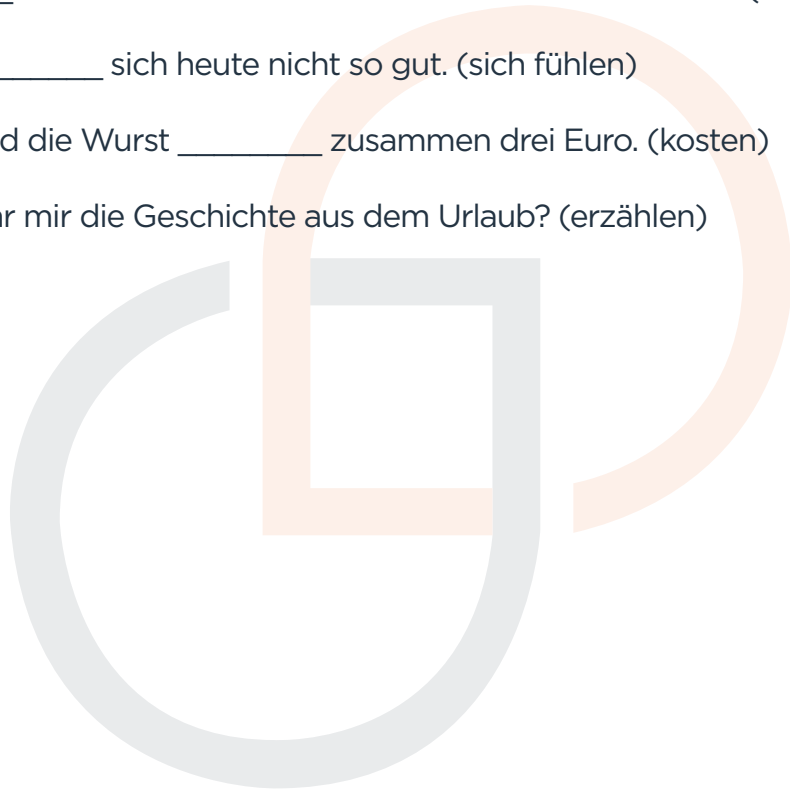 ______ sich heute nicht so gut. (sich fühlen)
die Wurst ________ zusammen drei Euro. (kosten)
mir die Geschichte aus dem Urlaub? (erzählen)